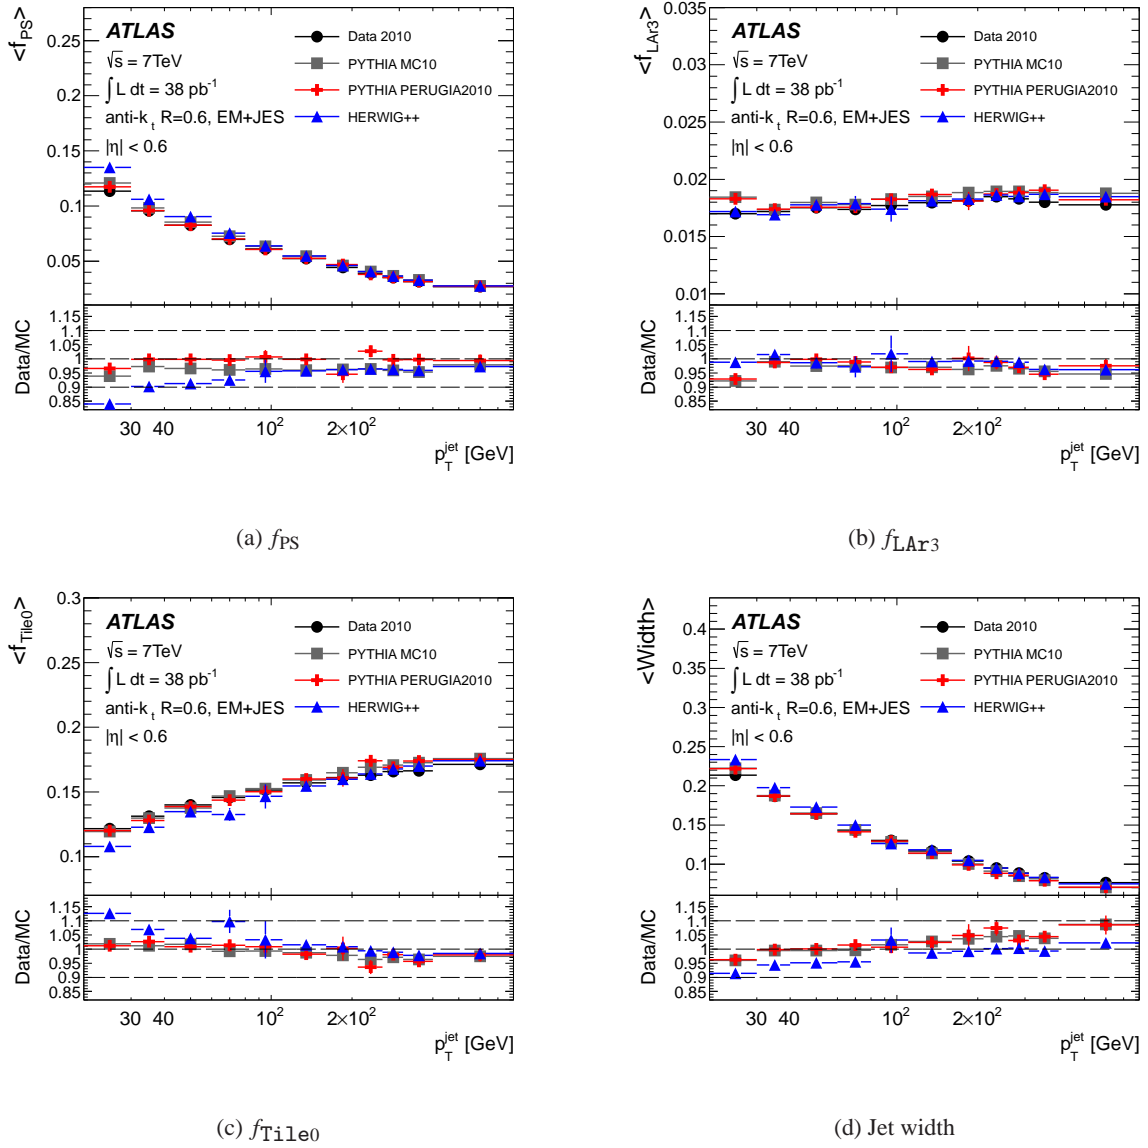 <f_PS>
0.25
0.2
0.15
0.1
0.05
ATLAS
√s = 7TeV
∫L dt = 38 pb⁻¹
anti-k_t R=0.6, EM+JES
|η| < 0.6
Data 2010
PYTHIA MC10
PYTHIA PERUGIA2010
HERWIG++
Data/MC
1.15
1.1
1.05
1
0.95
0.9
0.85
30 40 10² 2×10²
p_T^jet [GeV]
(a) f_PS
<f_LAr3>
0.035
0.03
0.025
0.02
0.015
0.01
ATLAS
√s = 7TeV
∫L dt = 38 pb⁻¹
anti-k_t R=0.6, EM+JES
|η| < 0.6
Data 2010
PYTHIA MC10
PYTHIA PERUGIA2010
HERWIG++
Data/MC
1.15
1.1
1.05
1
0.95
0.9
0.85
30 40 10² 2×10²
p_T^jet [GeV]
(b) f_LAr3
<f_Tile0>
0.3
0.25
0.2
0.15
0.1
ATLAS
√s = 7TeV
∫L dt = 38 pb⁻¹
anti-k_t R=0.6, EM+JES
|η| < 0.6
Data 2010
PYTHIA MC10
PYTHIA PERUGIA2010
HERWIG++
Data/MC
1.15
1.1
1.05
1
0.95
0.9
0.85
30 40 10² 2×10²
p_T^jet [GeV]
(c) f_Tile0
<Width>
0.4
0.35
0.3
0.25
0.2
0.15
0.1
ATLAS
√s = 7TeV
∫L dt = 38 pb⁻¹
anti-k_t R=0.6, EM+JES
|η| < 0.6
Data 2010
PYTHIA MC10
PYTHIA PERUGIA2010
HERWIG++
Data/MC
1.15
1.1
1.05
1
0.95
0.9
0.85
30 40 10² 2×10²
p_T^jet [GeV]
(d) Jet width